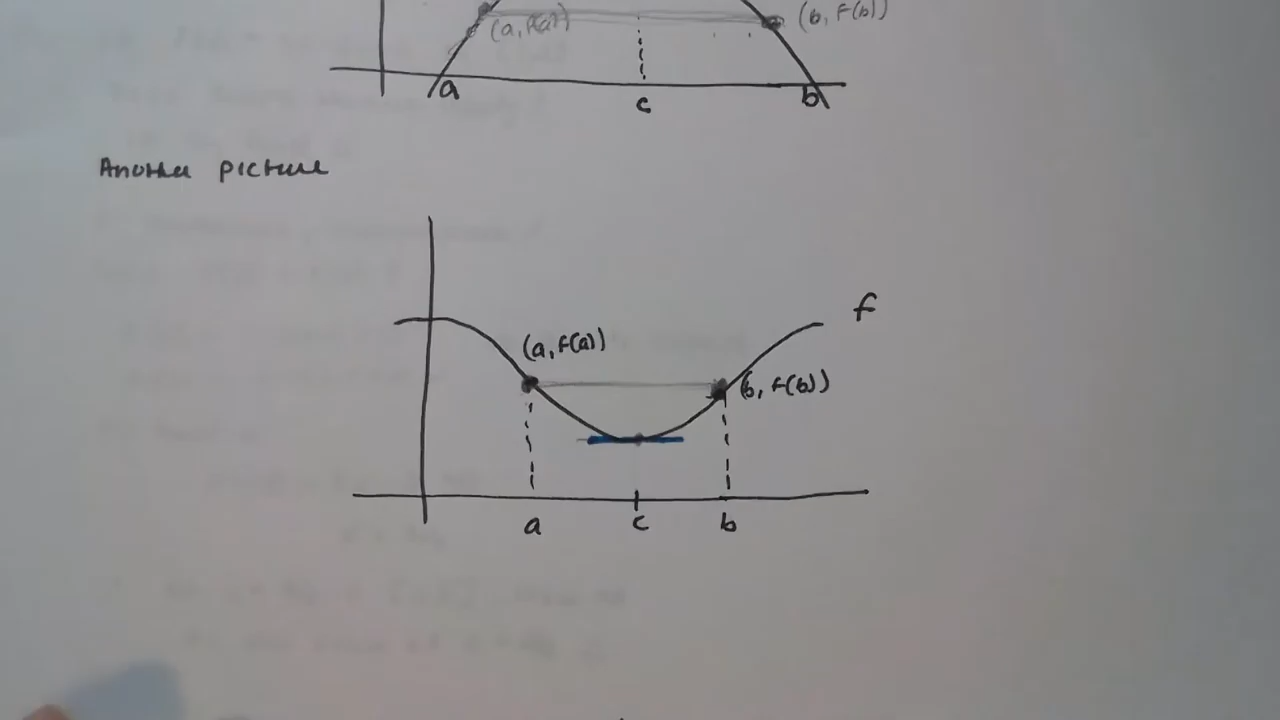 (a, f(a))
(b, f(b))
a
c
b
Another picture
f
(a, f(a))
(b, f(b))
a
c
b